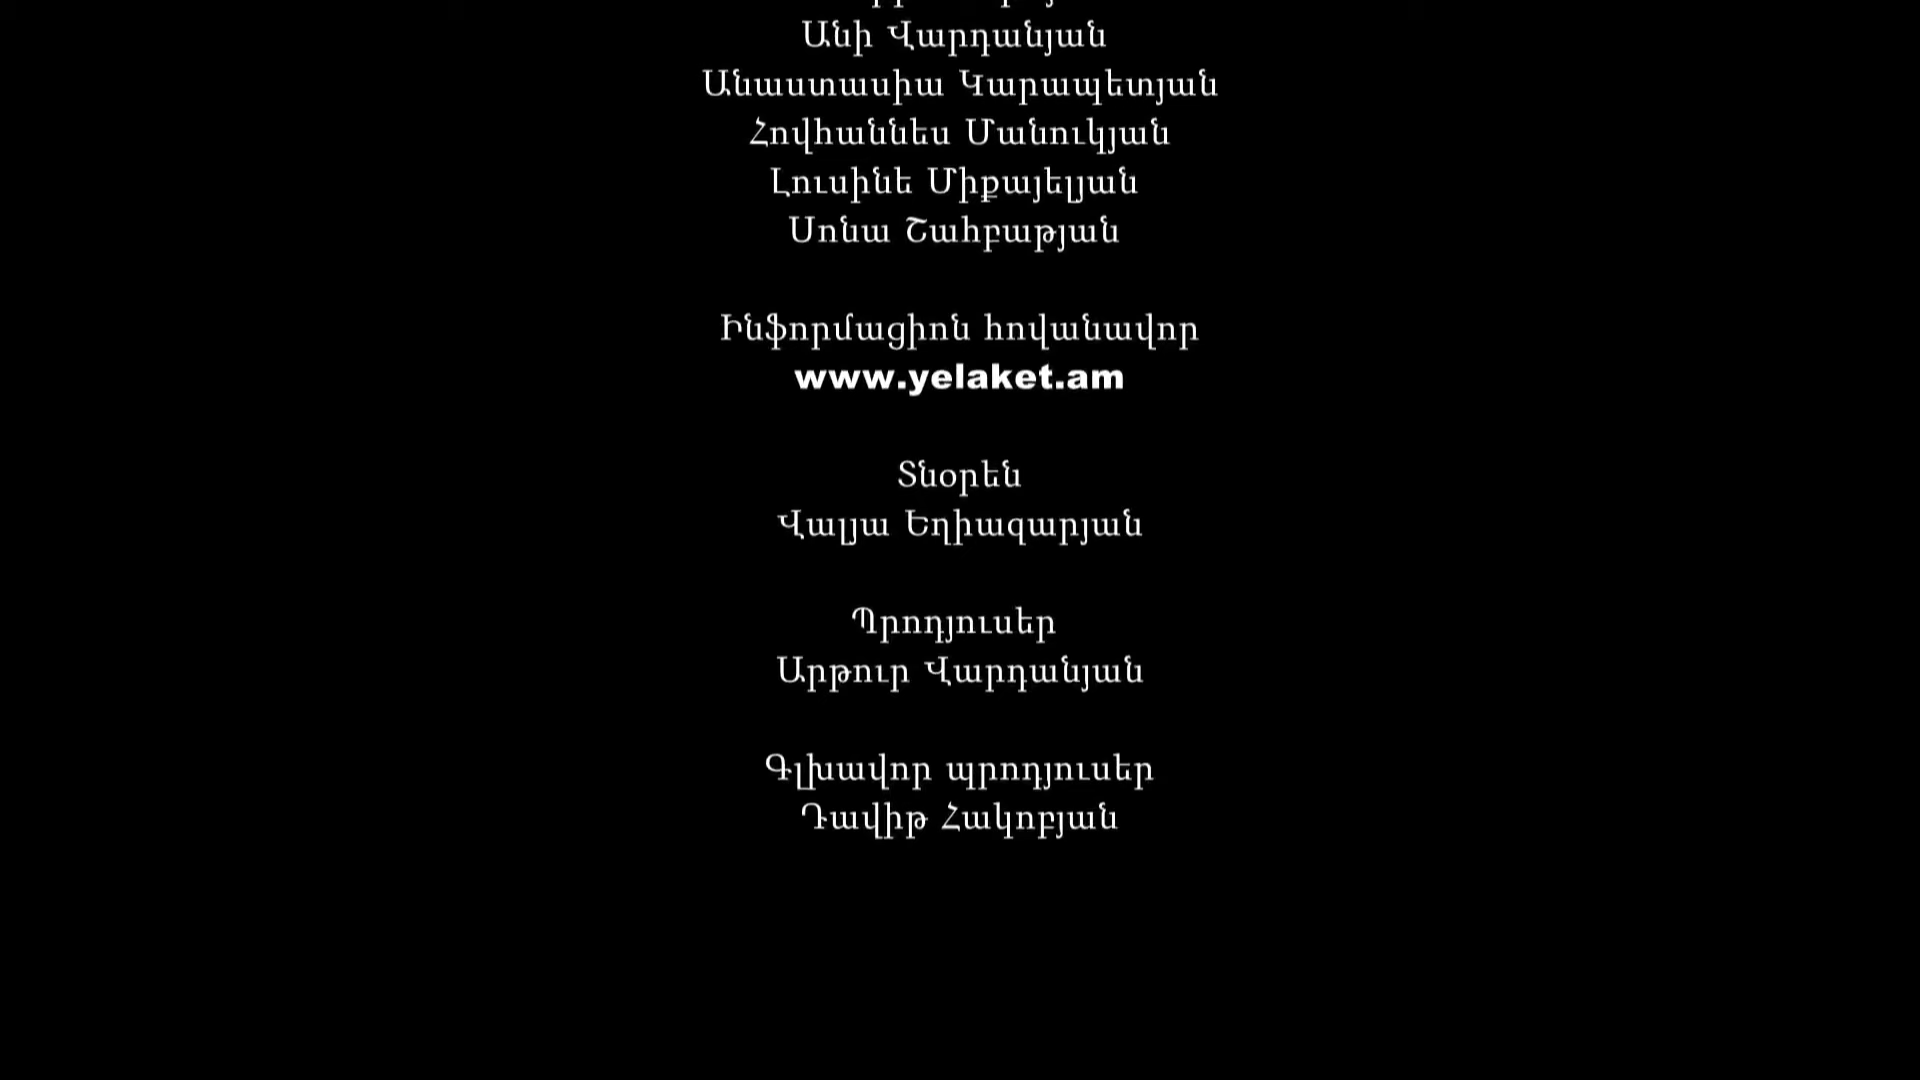 Անի Վարդանյան
Անաստասիա Կարապետյան
Հովհաննես Մանուկյան
Լուսինե Միքայելյան
Սոնա Շահբաթյան
Ինֆորմացիոն հովանավոր
www.yelaket.am
Տնօրեն
Վալյա Եղիազարյան
Պրոդյուսեր
Արթուր Վարդանյան
Գլխավոր պրոդյուսեր
Դավիթ Հակոբյան